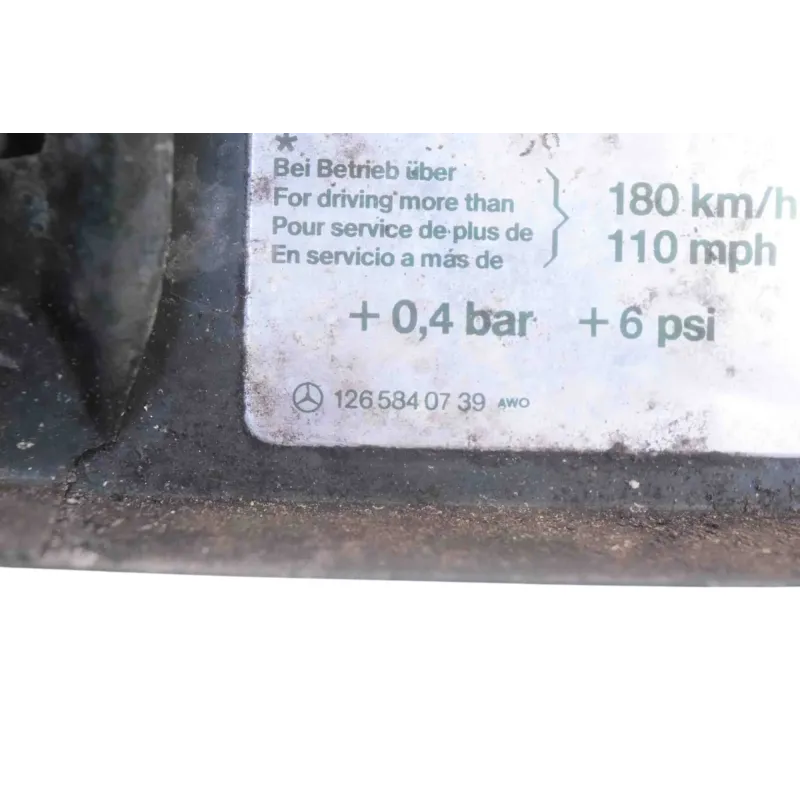 *
Bei Betrieb über
For driving more than
Pour service de plus de
En servicio a más de
180 km/h
110 mph
+ 0,4 bar + 6 psi
126 584 07 39 AWO